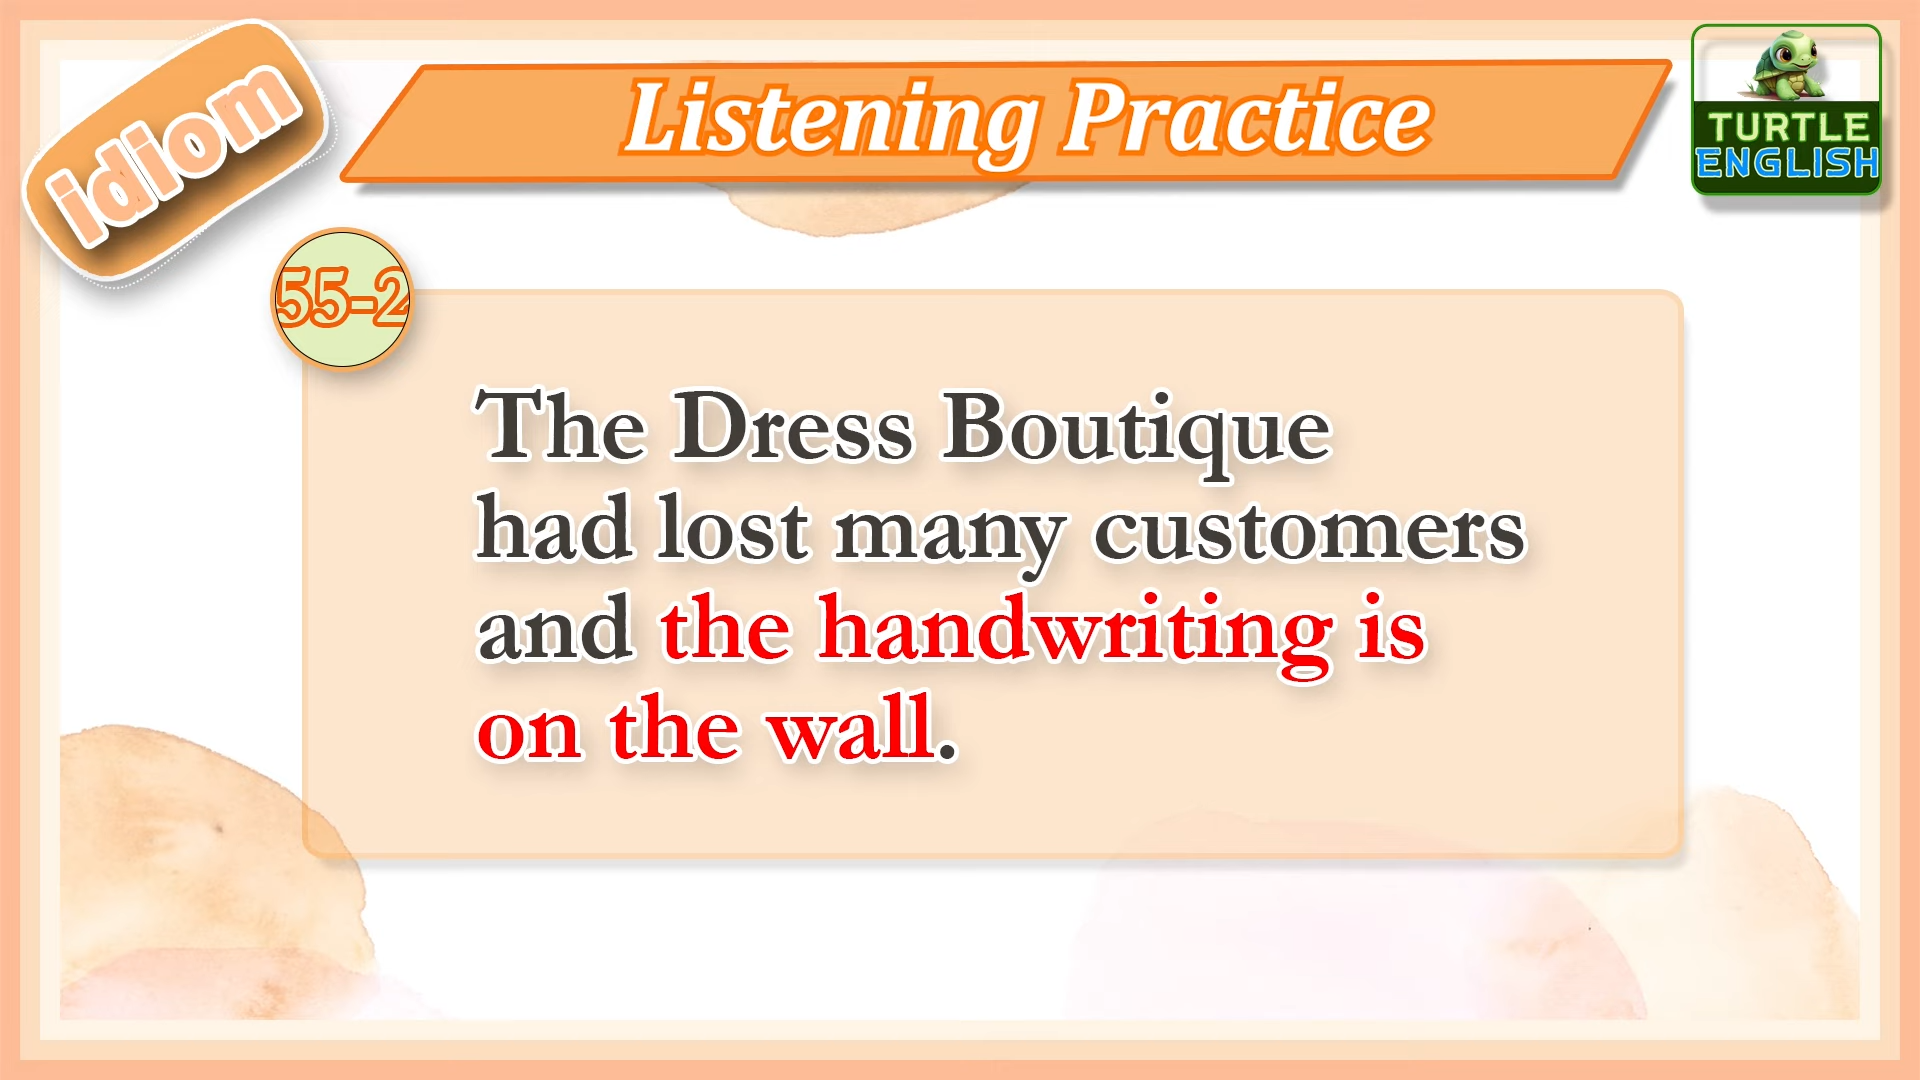 idiom
Listening Practice
TURTLE
ENGLISH
55-2
The Dress Boutique
had lost many customers
and the handwriting is
on the wall.